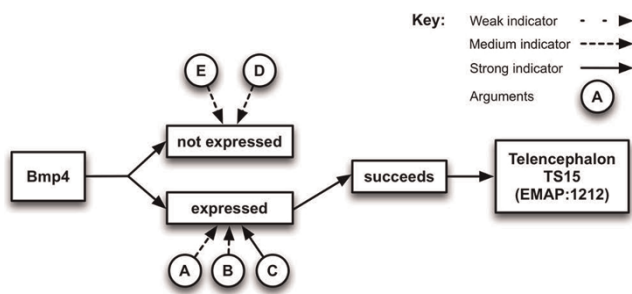 Key:
Weak indicator
Medium indicator
Strong indicator
Arguments
A
E
D
not expressed
Bmp4
succeeds
Telencephalon
TS15
(EMAP:1212)
expressed
A
B
C